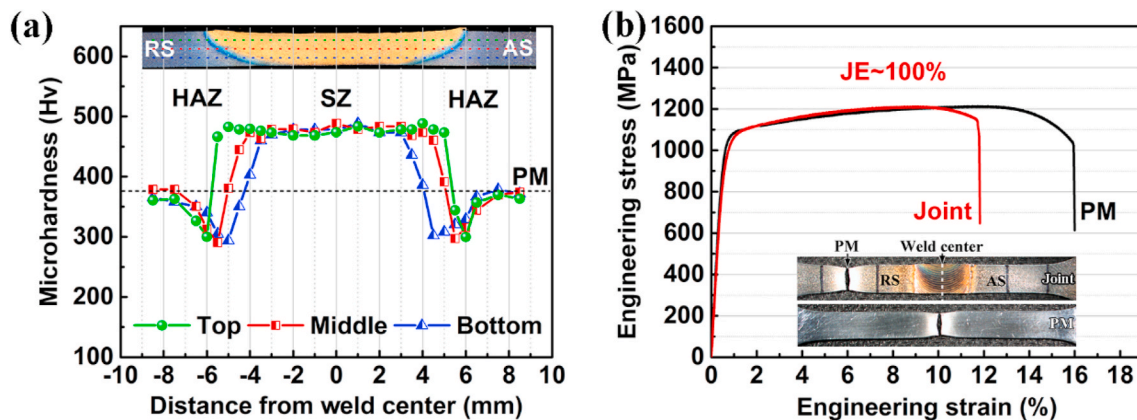 (a)
Microhardness (Hv)
600
500
400
300
200
100
RS
AS
HAZ
SZ
HAZ
PM
Top
Middle
Bottom
-10 -8 -6 -4 -2 0 2 4 6 8 10
Distance from weld center (mm)
(b)
Engineering stress (MPa)
1600
1400
1200
1000
800
600
400
200
0
JE~100%
Joint
PM
PM
Weld center
RS
AS
Joint
PM
0 2 4 6 8 10 12 14 16 18
Engineering strain (%)